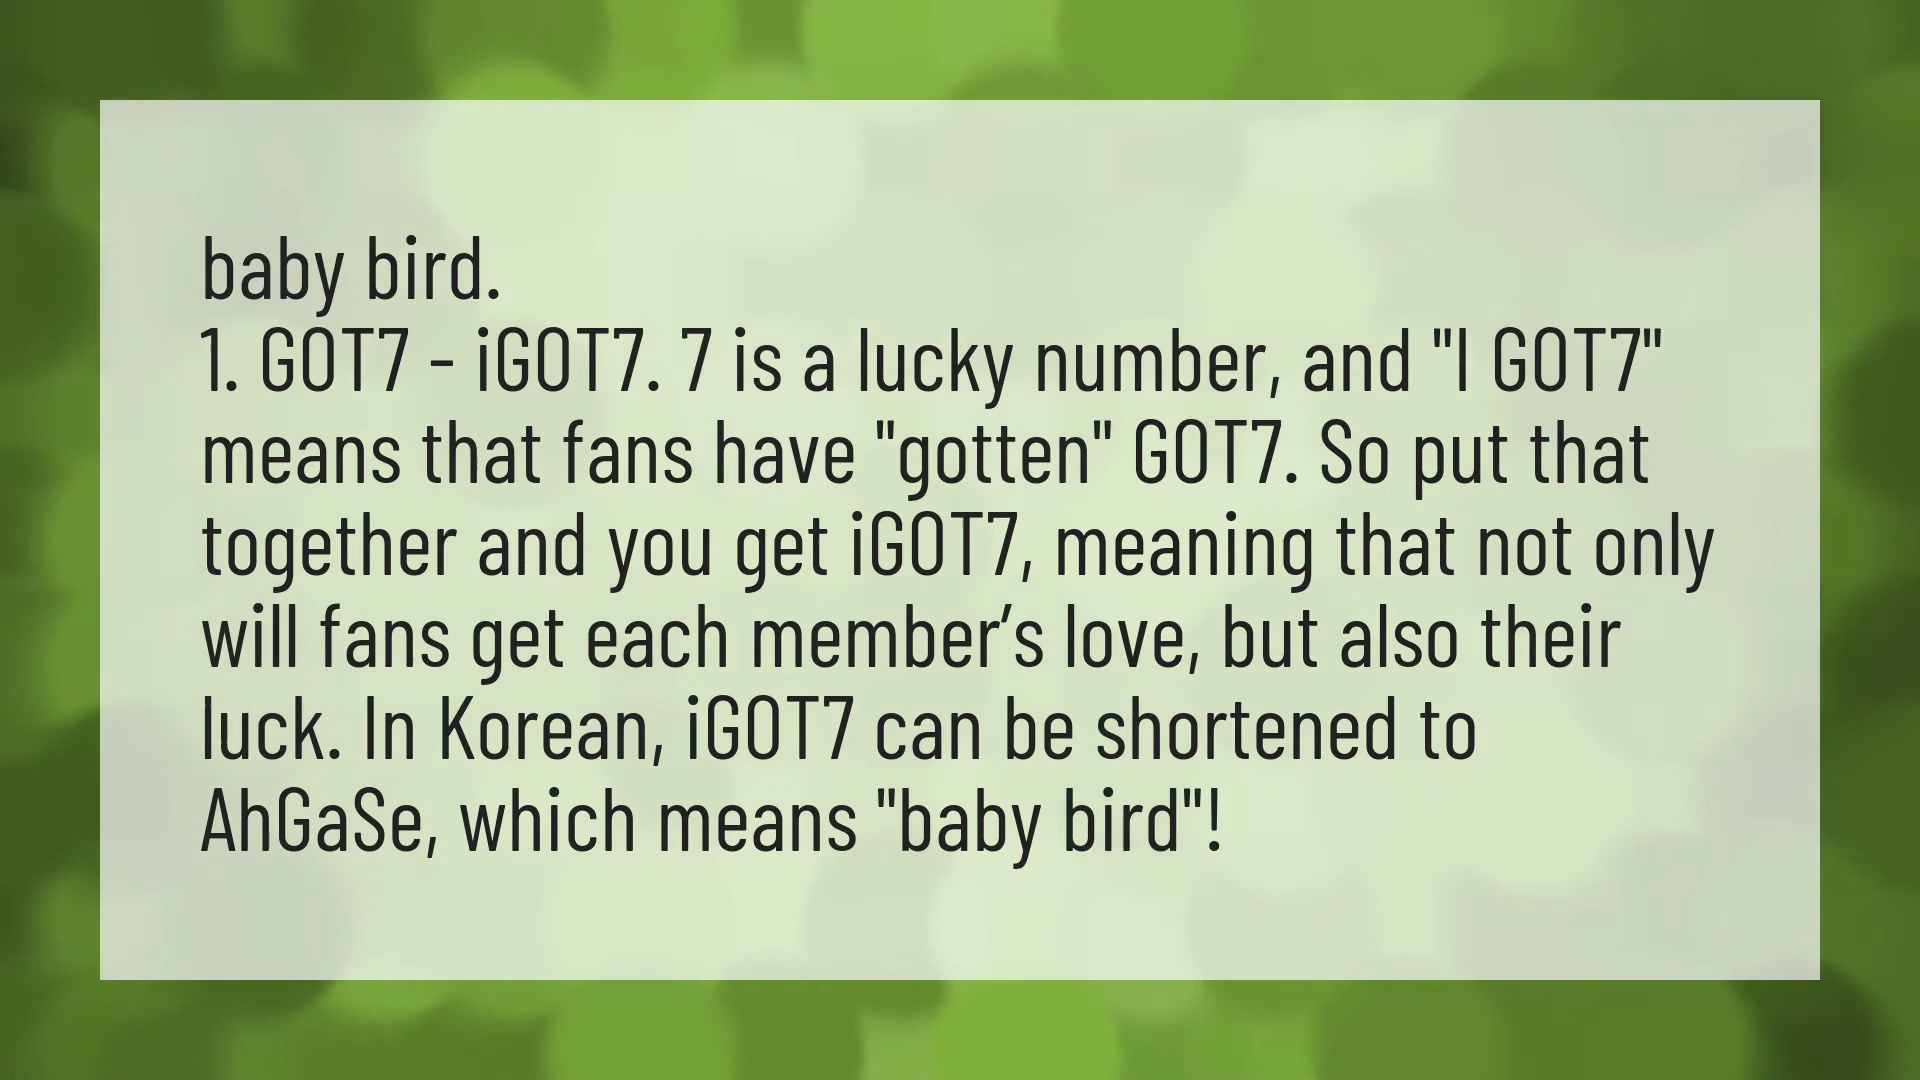 baby bird.
1. GOT7 - iGOT7. 7 is a lucky number, and "I GOT7"
means that fans have "gotten" GOT7. So put that
together and you get iGOT7, meaning that not only
will fans get each member’s love, but also their
luck. In Korean, iGOT7 can be shortened to
AhGaSe, which means "baby bird"!